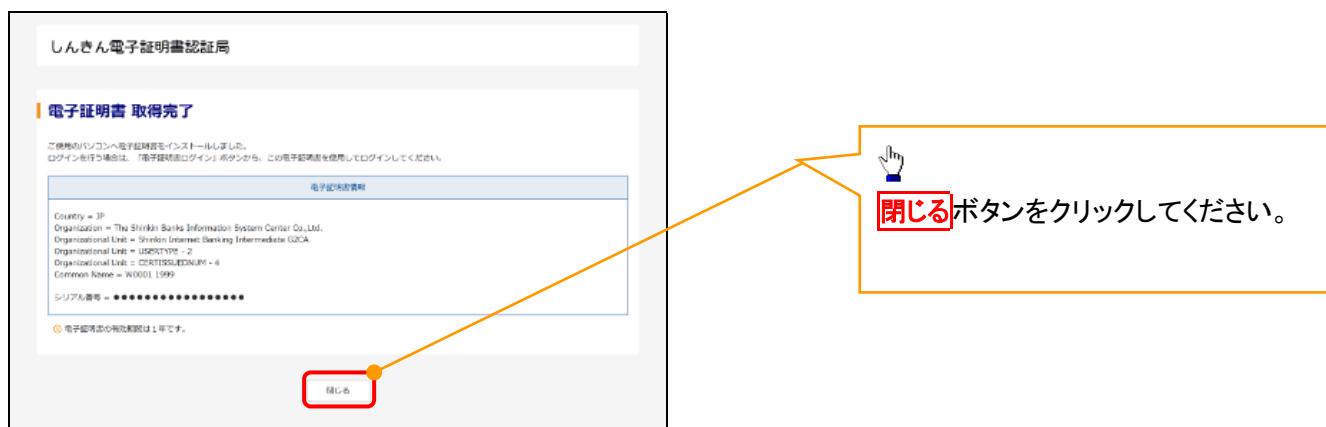 しんきん電子証明書認証局
電子証明書 取得完了
ご使用のパソコンへ電子証明書をインストールしました。
ログインを行う場合は、「電子証明書ログイン」ボタンから、この電子証明書を使用してログインしてください。
電子証明書情報
Country = JP
Organization = The Shinkin Banks Information System Center Co.,Ltd.
Organizational Unit = Shinkin Internet Banking Intermediate G2CA
Organizational Unit = USERTYPE - 2
Organizational Unit = CERTISSUEDNUM - 4
Common Name = W0001 1999
シリアル番号 = ●●●●●●●●●●●●●●●●●
電子証明書の有効期限は1年です。
閉じる
閉じるボタンをクリックしてください。